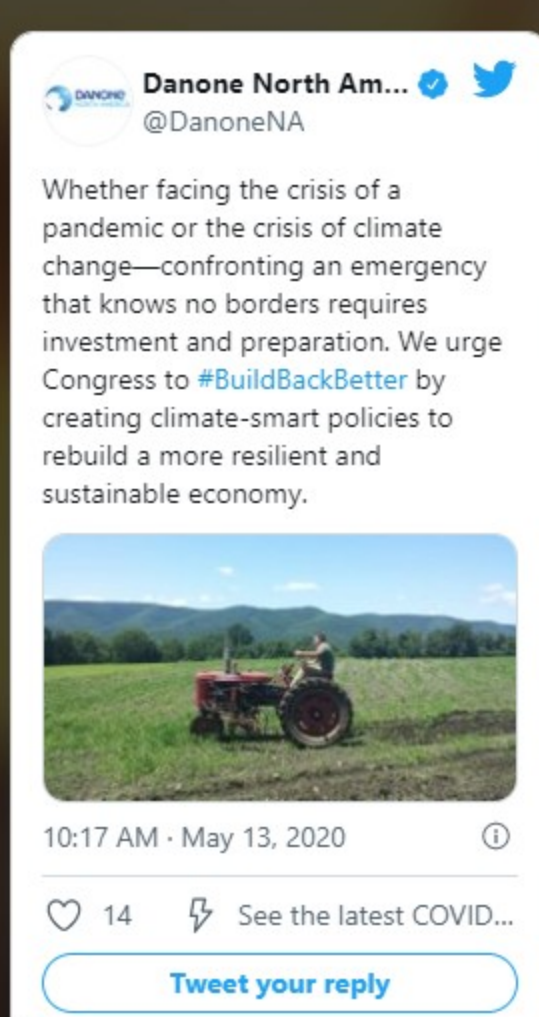 DANONE
NORTH AMERICA
Danone North Am...
@DanoneNA
Whether facing the crisis of a
pandemic or the crisis of climate
change—confronting an emergency
that knows no borders requires
investment and preparation. We urge
Congress to #BuildBackBetter by
creating climate-smart policies to
rebuild a more resilient and
sustainable economy.
10:17 AM · May 13, 2020
14
See the latest COVID...
Tweet your reply